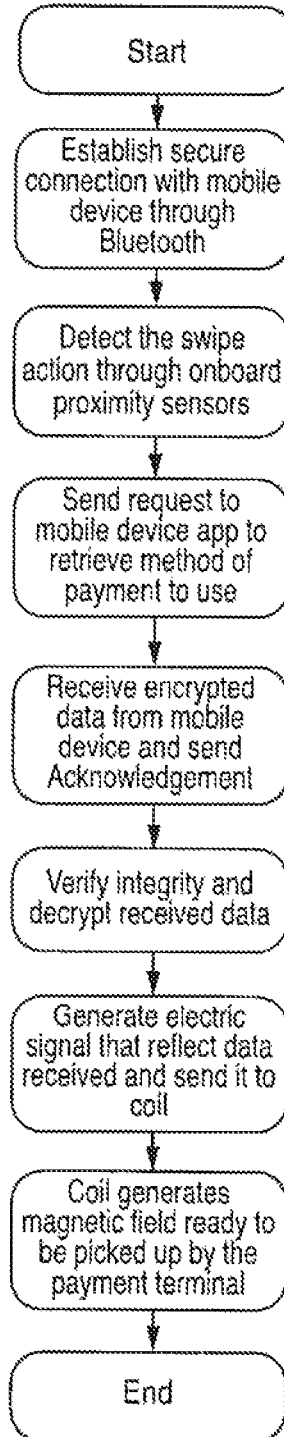 Start
Establish secure
connection with mobile
device through
Bluetooth
Detect the swipe
action through onboard
proximity sensors
Send request to
mobile device app to
retrieve method of
payment to use
Receive encrypted
data from mobile
device and send
Acknowledgement
Verify integrity and
decrypt received data
Generate electric
signal that reflect data
received and send it to
coil
Coil generates
magnetic field ready to
be picked up by the
payment terminal
End